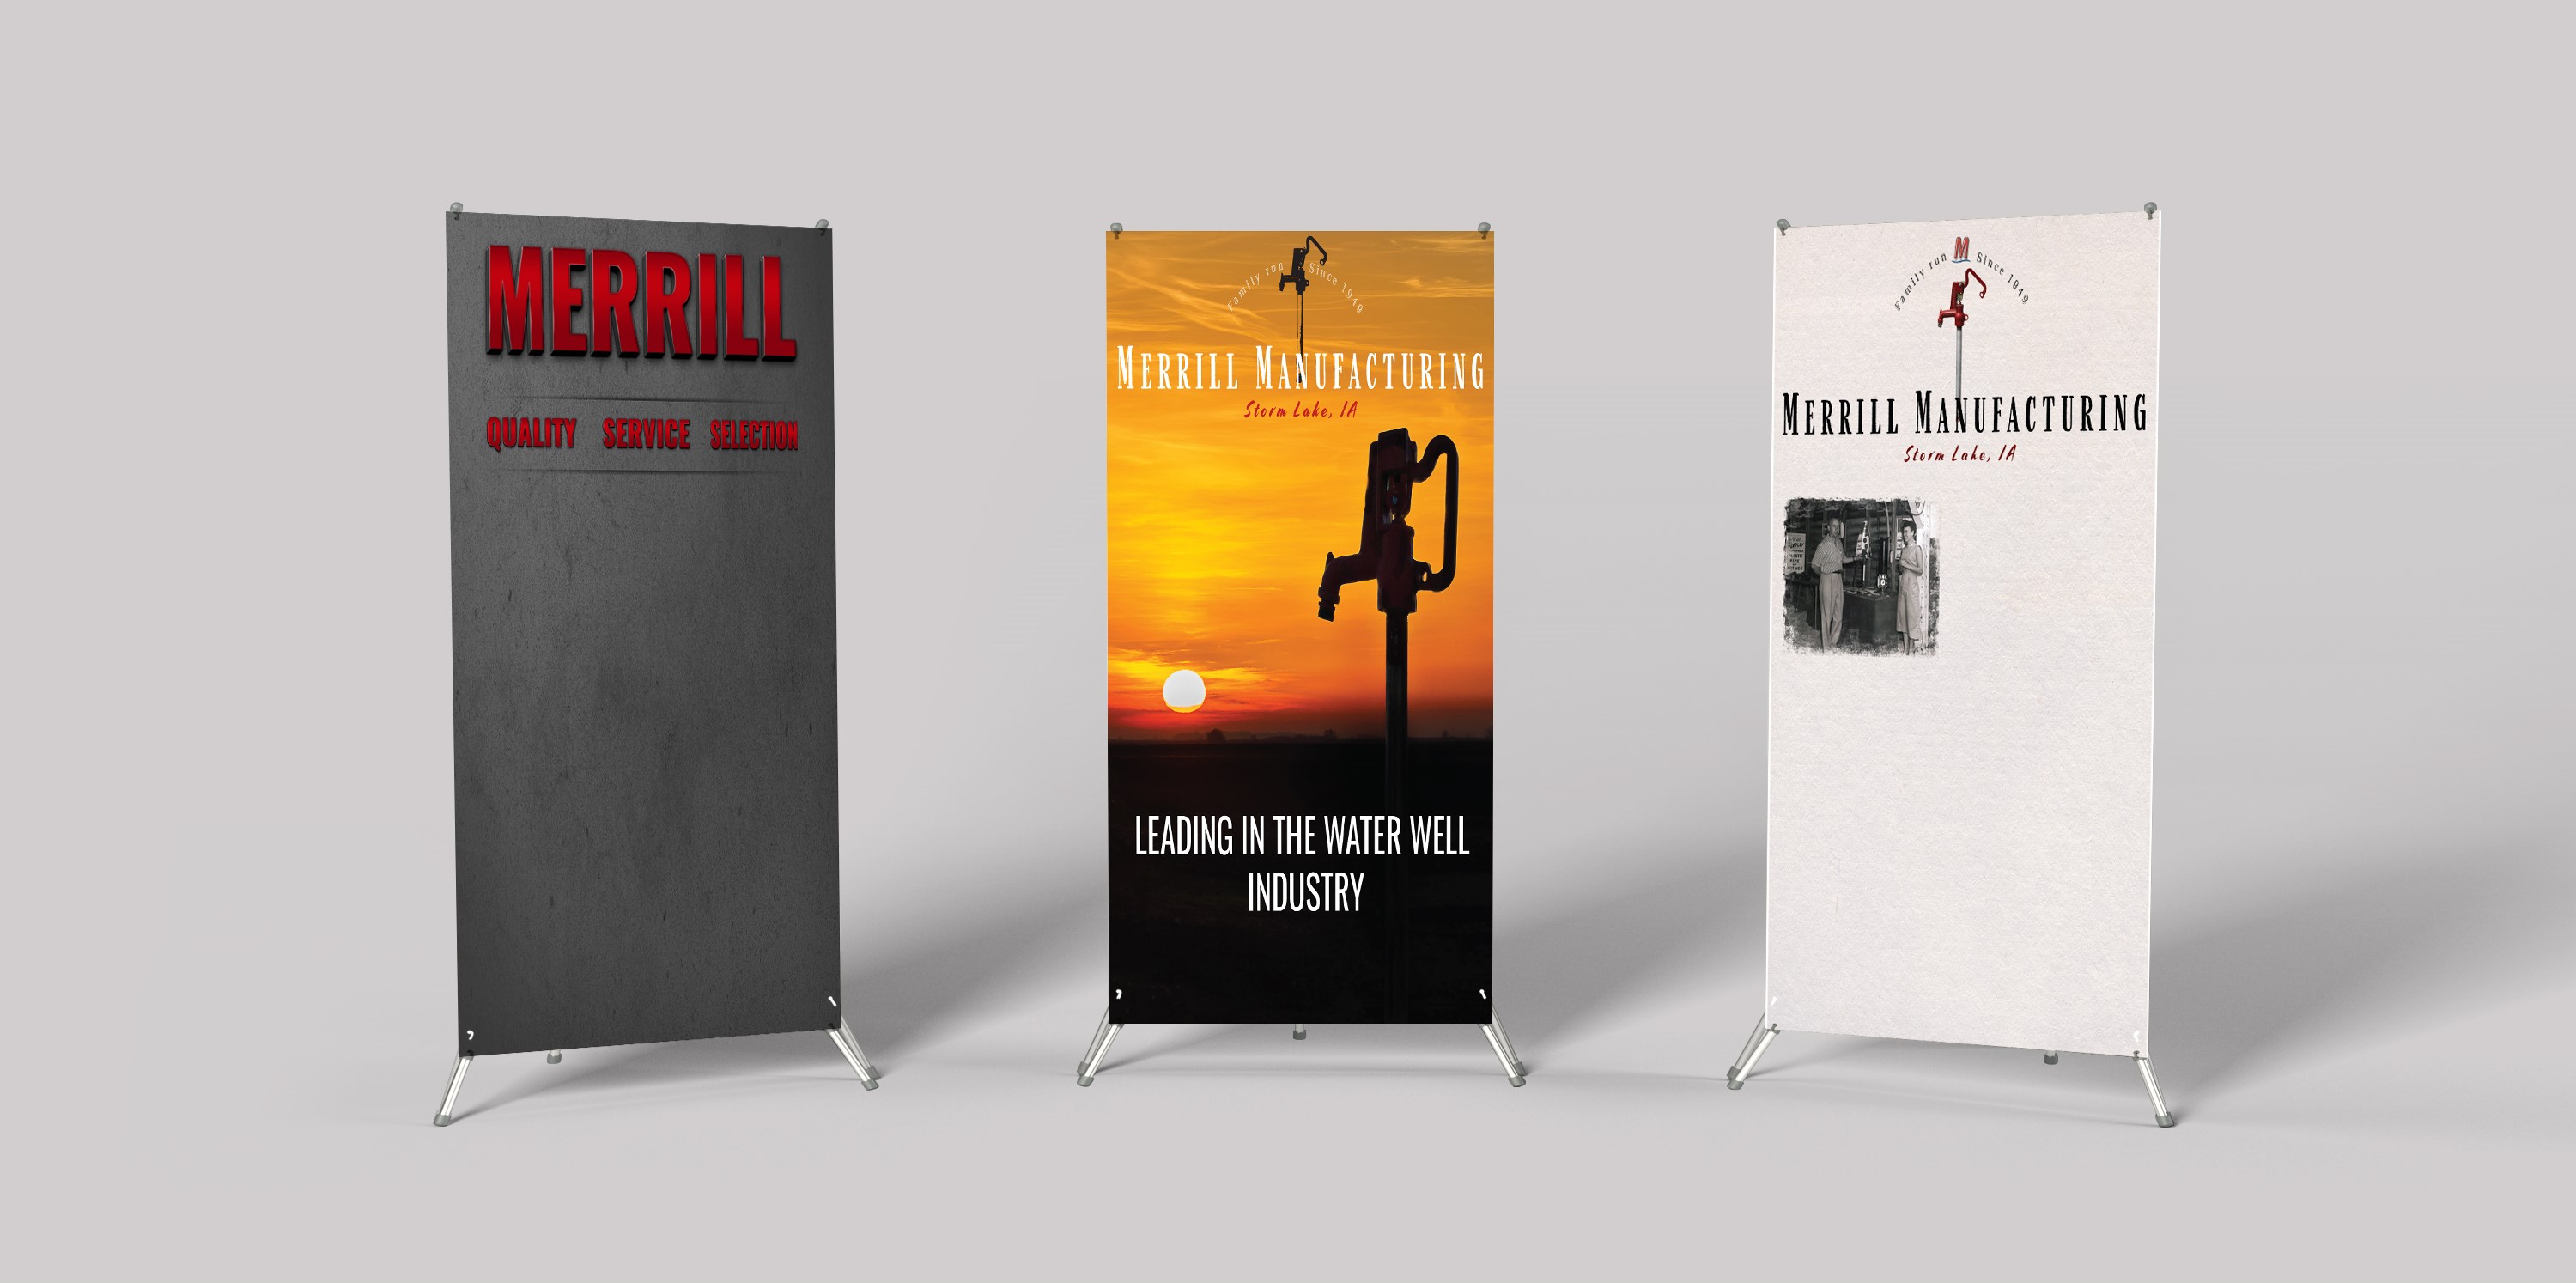 MERRILL
QUALITY SERVICE SELECTION
Family run Since 1949
MERRILL MANUFACTURING
Storm Lake, IA
LEADING IN THE WATER WELL
INDUSTRY
Family run M Since 1949
MERRILL MANUFACTURING
Storm Lake, IA